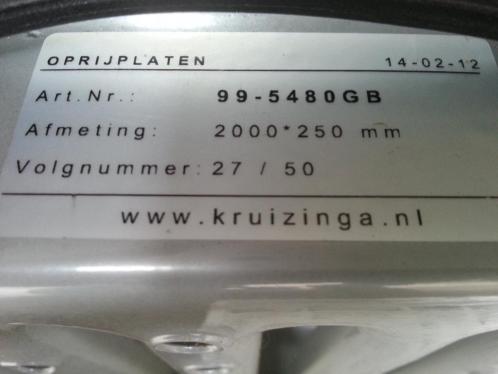 OPRIJPLATEN 14-02-12
Art.Nr.: 99-5480GB
Afmeting: 2000*250 mm
Volgnummer: 27 / 50
www.kruizinga.nl